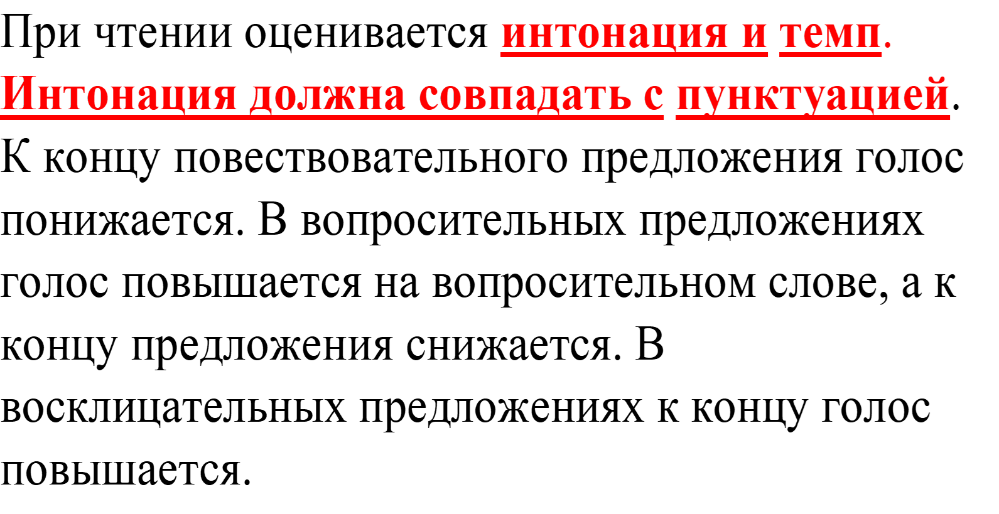 При чтении оценивается интонация и темп.
Интонация должна совпадать с пунктуацией.
К концу повествовательного предложения голос
понижается. В вопросительных предложениях
голос повышается на вопросительном слове, а к
концу предложения снижается. В
восклицательных предложениях к концу голос
повышается.